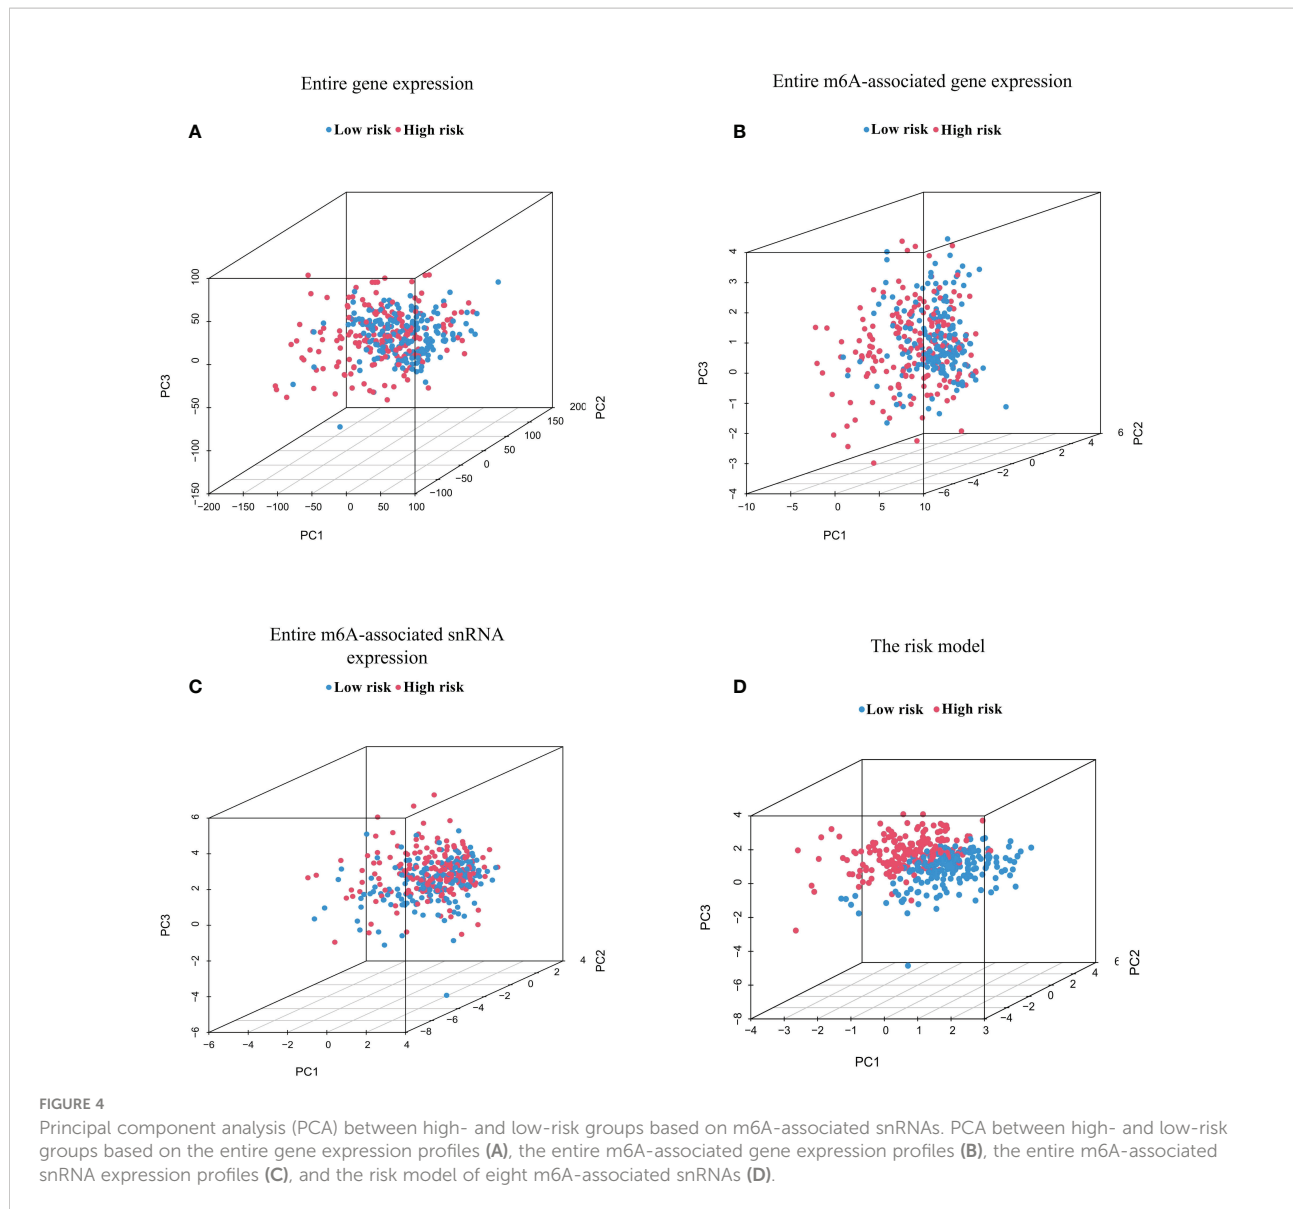 Entire gene expression
A
Low risk High risk
100
50
0
−50
−100
−150
PC3
−200 −100 −50 0 50 100
PC1
−100
−50
0
50
100
150
200
PC2
Entire m6A-associated gene expression
B
Low risk High risk
4
3
2
1
0
−1
−2
−3
−4
PC3
−10 −5 0 5 10
PC1
−6
−4
−2
0
2
4
6
PC2
Entire m6A-associated snRNA
expression
C
Low risk High risk
6
4
2
0
−2
−4
−6
PC3
−6 −4 −2 0 2 4
PC1
−8
−6
−4
−2
0
2
4
PC2
The risk model
D
Low risk High risk
4
2
0
−2
−4
−6
−8
PC3
−4 −3 −2 −1 0 1 2 3
PC1
−4
−2
0
2
4
6
PC2
FIGURE 4
Principal component analysis (PCA) between high- and low-risk groups based on m6A-associated snRNAs. PCA between high- and low-risk
groups based on the entire gene expression profiles (A), the entire m6A-associated gene expression profiles (B), the entire m6A-associated
snRNA expression profiles (C), and the risk model of eight m6A-associated snRNAs (D).